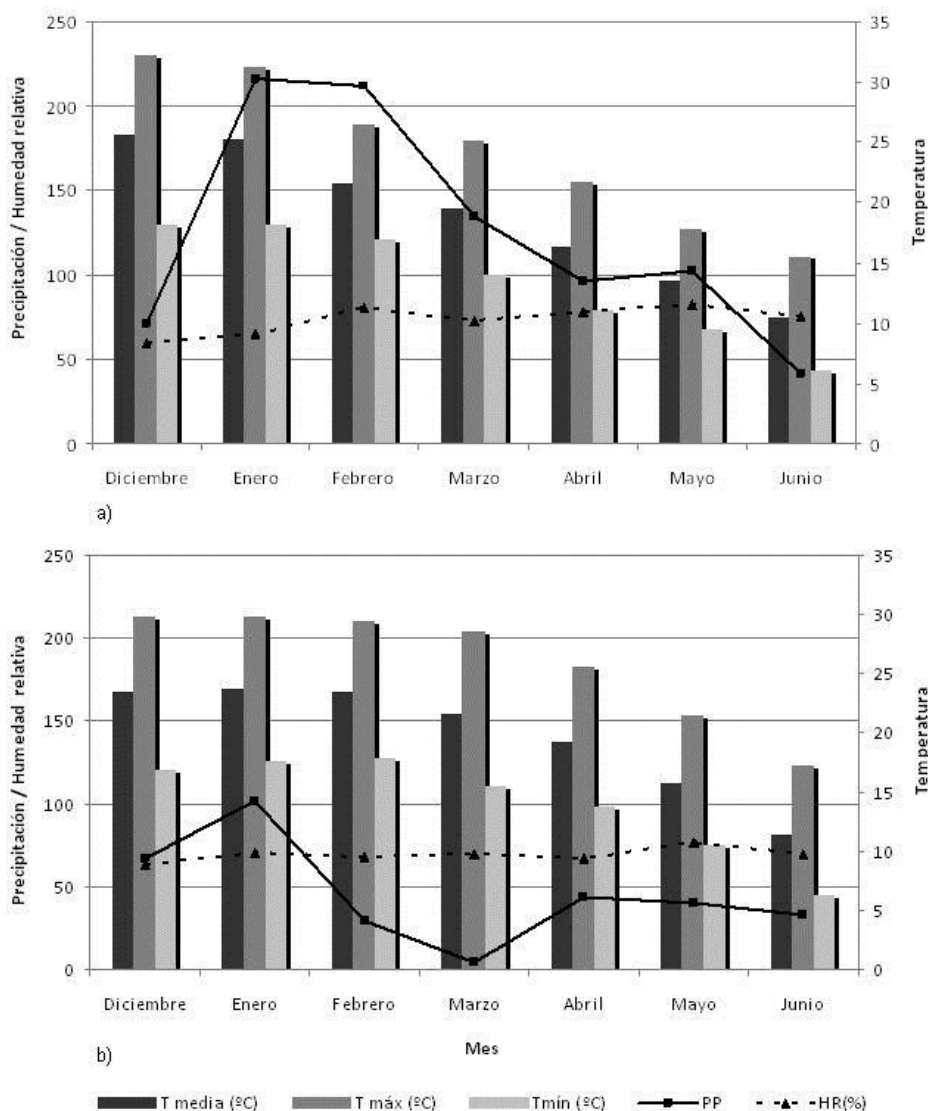 250
200
150
100
50
0
Precipitación / Humedad relativa
35
30
25
20
15
10
5
0
Temperatura
Diciembre Enero Febrero Marzo Abril Mayo Junio
a)
250
200
150
100
50
0
Precipitación / Humedad relativa
35
30
25
20
15
10
5
0
Temperatura
Diciembre Enero Febrero Marzo Abril Mayo Junio
Mes
b)
T media (ºC) T máx (ºC) Tmín (ºC) PP HR(%)